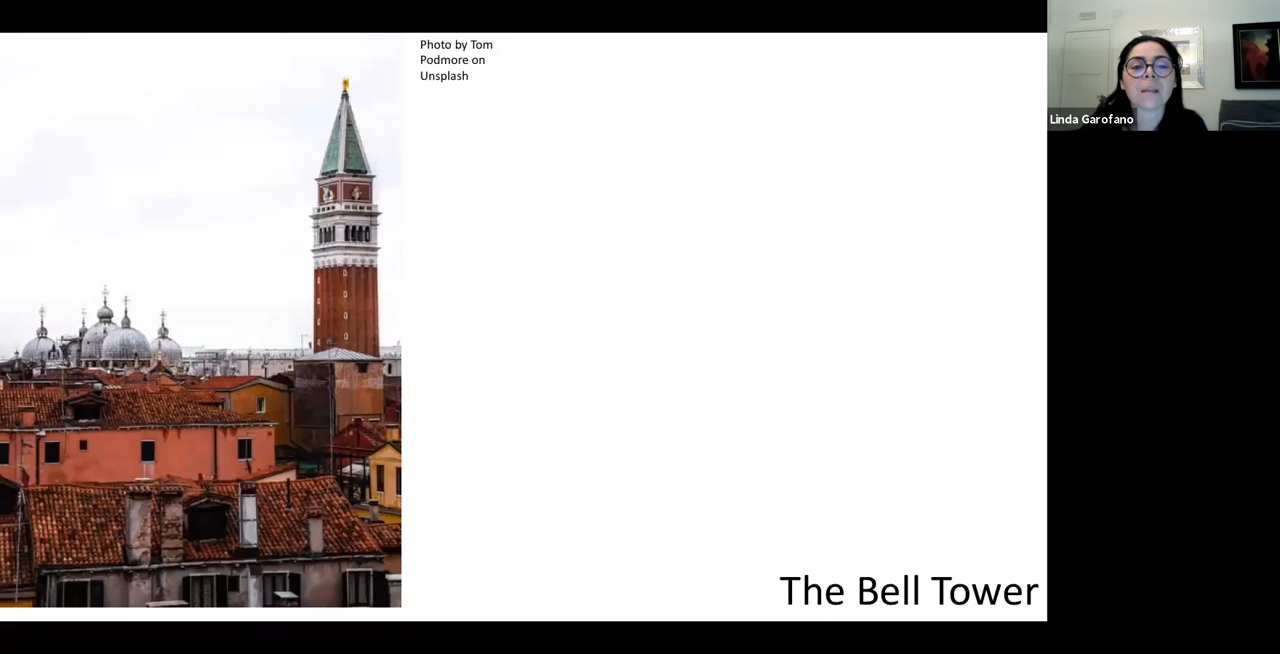 Photo by Tom
Podmore on
Unsplash
Linda Garofano
The Bell Tower